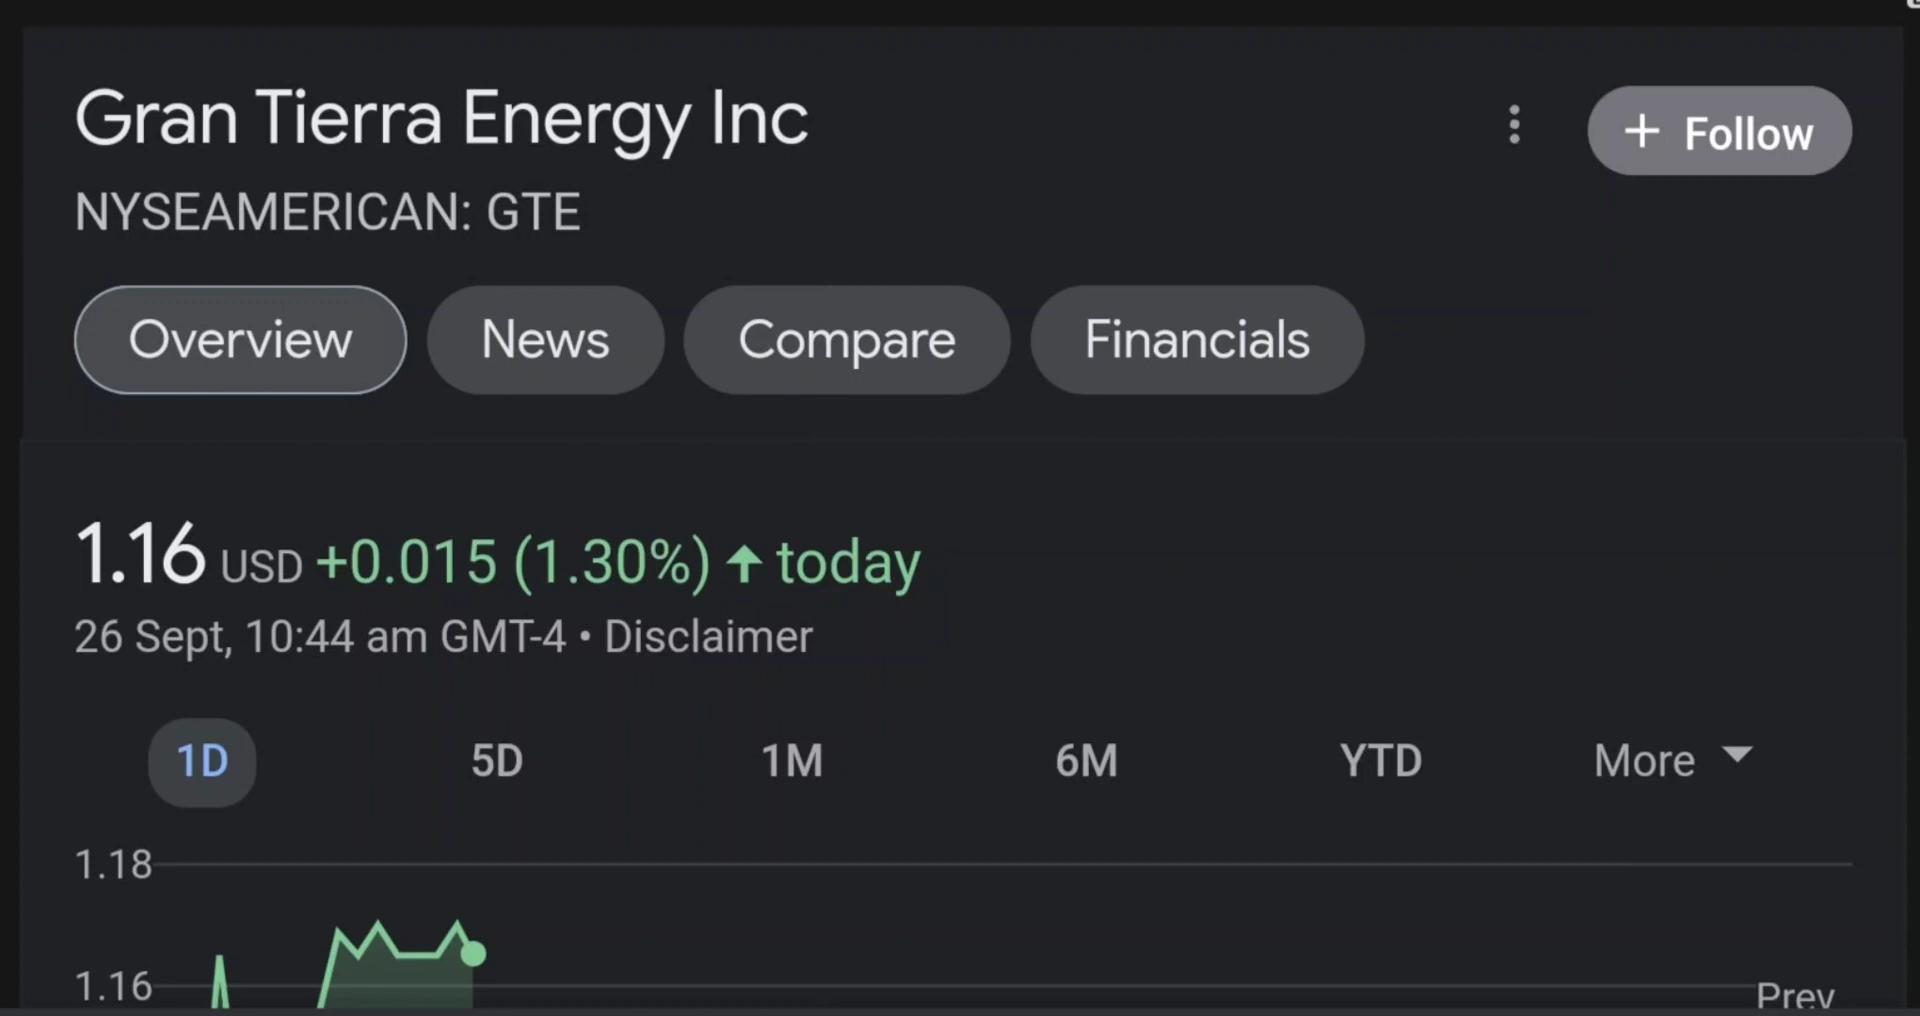 Gran Tierra Energy Inc
+ Follow
NYSEAMERICAN: GTE
Overview News Compare Financials
1.16 USD +0.015 (1.30%) ↑ today
26 Sept, 10:44 am GMT-4 • Disclaimer
1D 5D 1M 6M YTD More
1.18
1.16
Prev